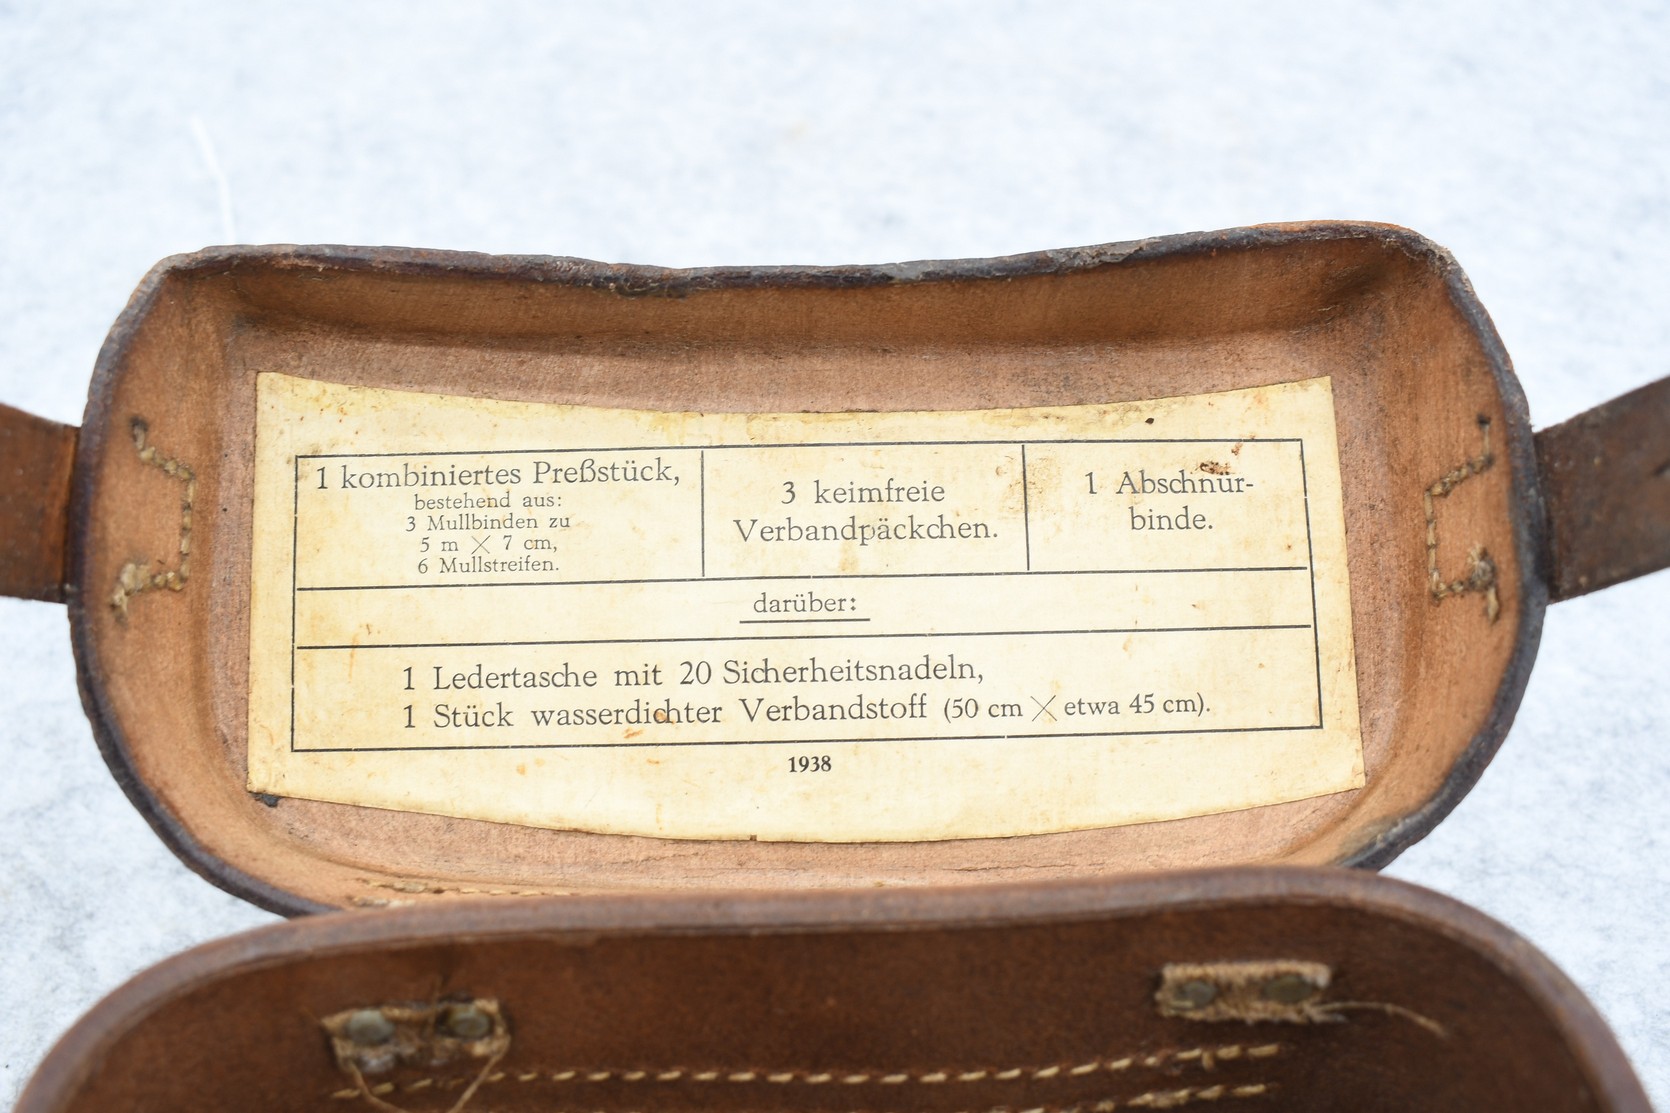 1 kombiniertes Preßstück,
bestehend aus:
3 Mullbinden zu
5 m × 7 cm,
6 Mullstreifen.
3 keimfreie
Verbandpäckchen.
1 Abschnür-
binde.
darüber:
1 Ledertasche mit 20 Sicherheitsnadeln,
1 Stück wasserdichter Verbandstoff (50 cm × etwa 45 cm).
1938